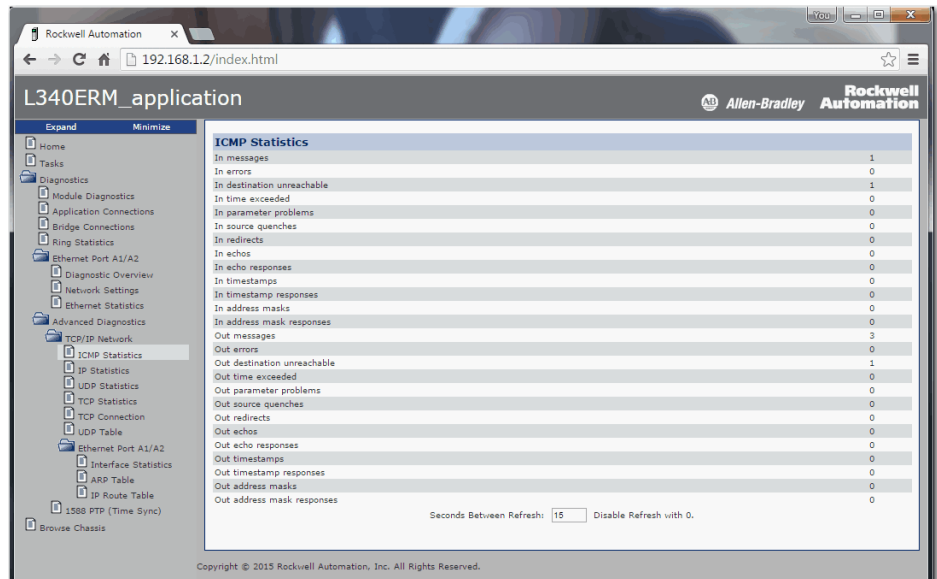 You
Rockwell Automation
192.168.1.2/index.html
L340ERM_application
AB Allen-Bradley
Rockwell
Automation
Expand Minimize
Home
Tasks
Diagnostics
Module Diagnostics
Application Connections
Bridge Connections
Ring Statistics
Ethernet Port A1/A2
Diagnostic Overview
Network Settings
Ethernet Statistics
Advanced Diagnostics
TCP/IP Network
ICMP Statistics
IP Statistics
UDP Statistics
TCP Statistics
TCP Connection
UDP Table
Ethernet Port A1/A2
Interface Statistics
ARP Table
IP Route Table
1588 PTP (Time Sync)
Browse Chassis
ICMP Statistics
In messages 1
In errors 0
In destination unreachable 1
In time exceeded 0
In parameter problems 0
In source quenches 0
In redirects 0
In echos 0
In echo responses 0
In timestamps 0
In timestamp responses 0
In address masks 0
In address mask responses 0
Out messages 3
Out errors 0
Out destination unreachable 1
Out time exceeded 0
Out parameter problems 0
Out source quenches 0
Out redirects 0
Out echos 0
Out echo responses 0
Out timestamps 0
Out timestamp responses 0
Out address masks 0
Out address mask responses 0
Seconds Between Refresh: 15 Disable Refresh with 0.
Copyright © 2015 Rockwell Automation, Inc. All Rights Reserved.